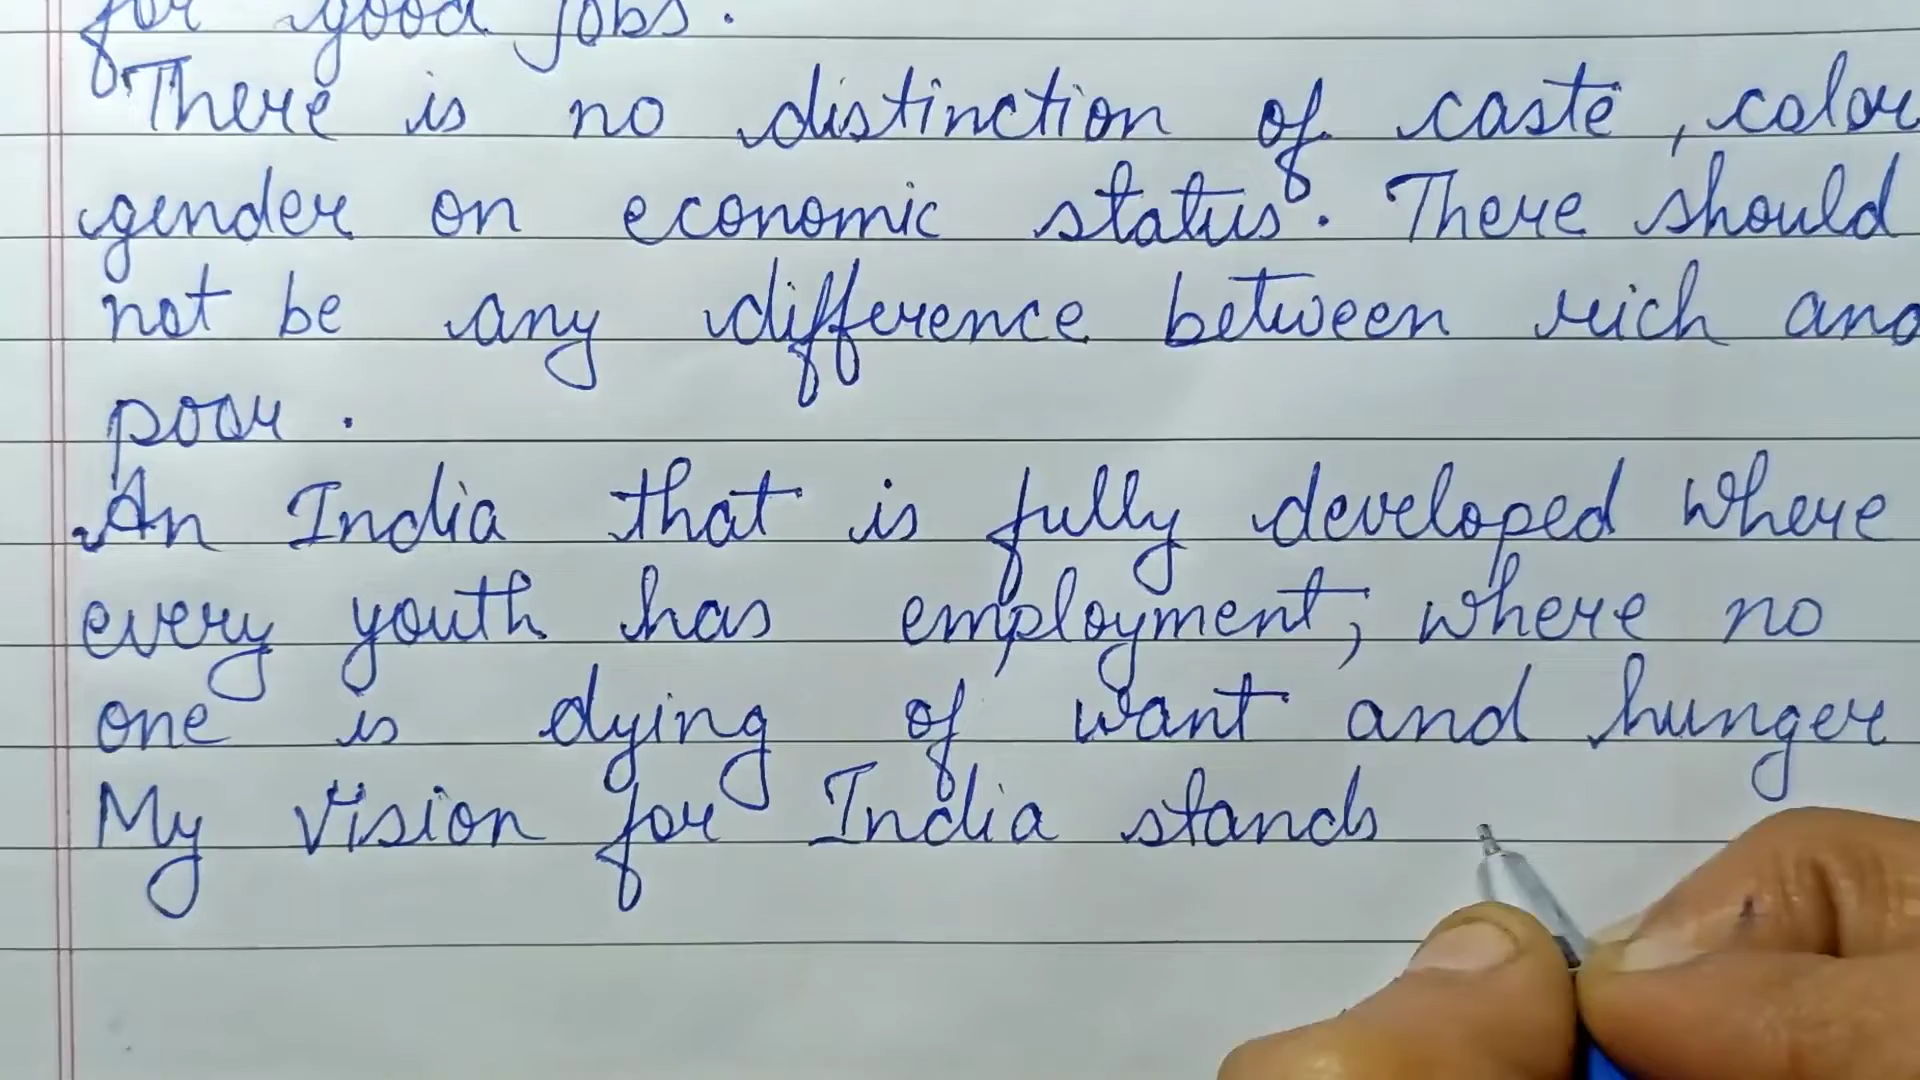 for good jobs.
There is no distinction of caste, color
gender on economic status. There should
not be any difference between rich and
poor.
An India that is fully developed where
every youth has employment, where no
one is dying of want and hunger
My vision for India stands